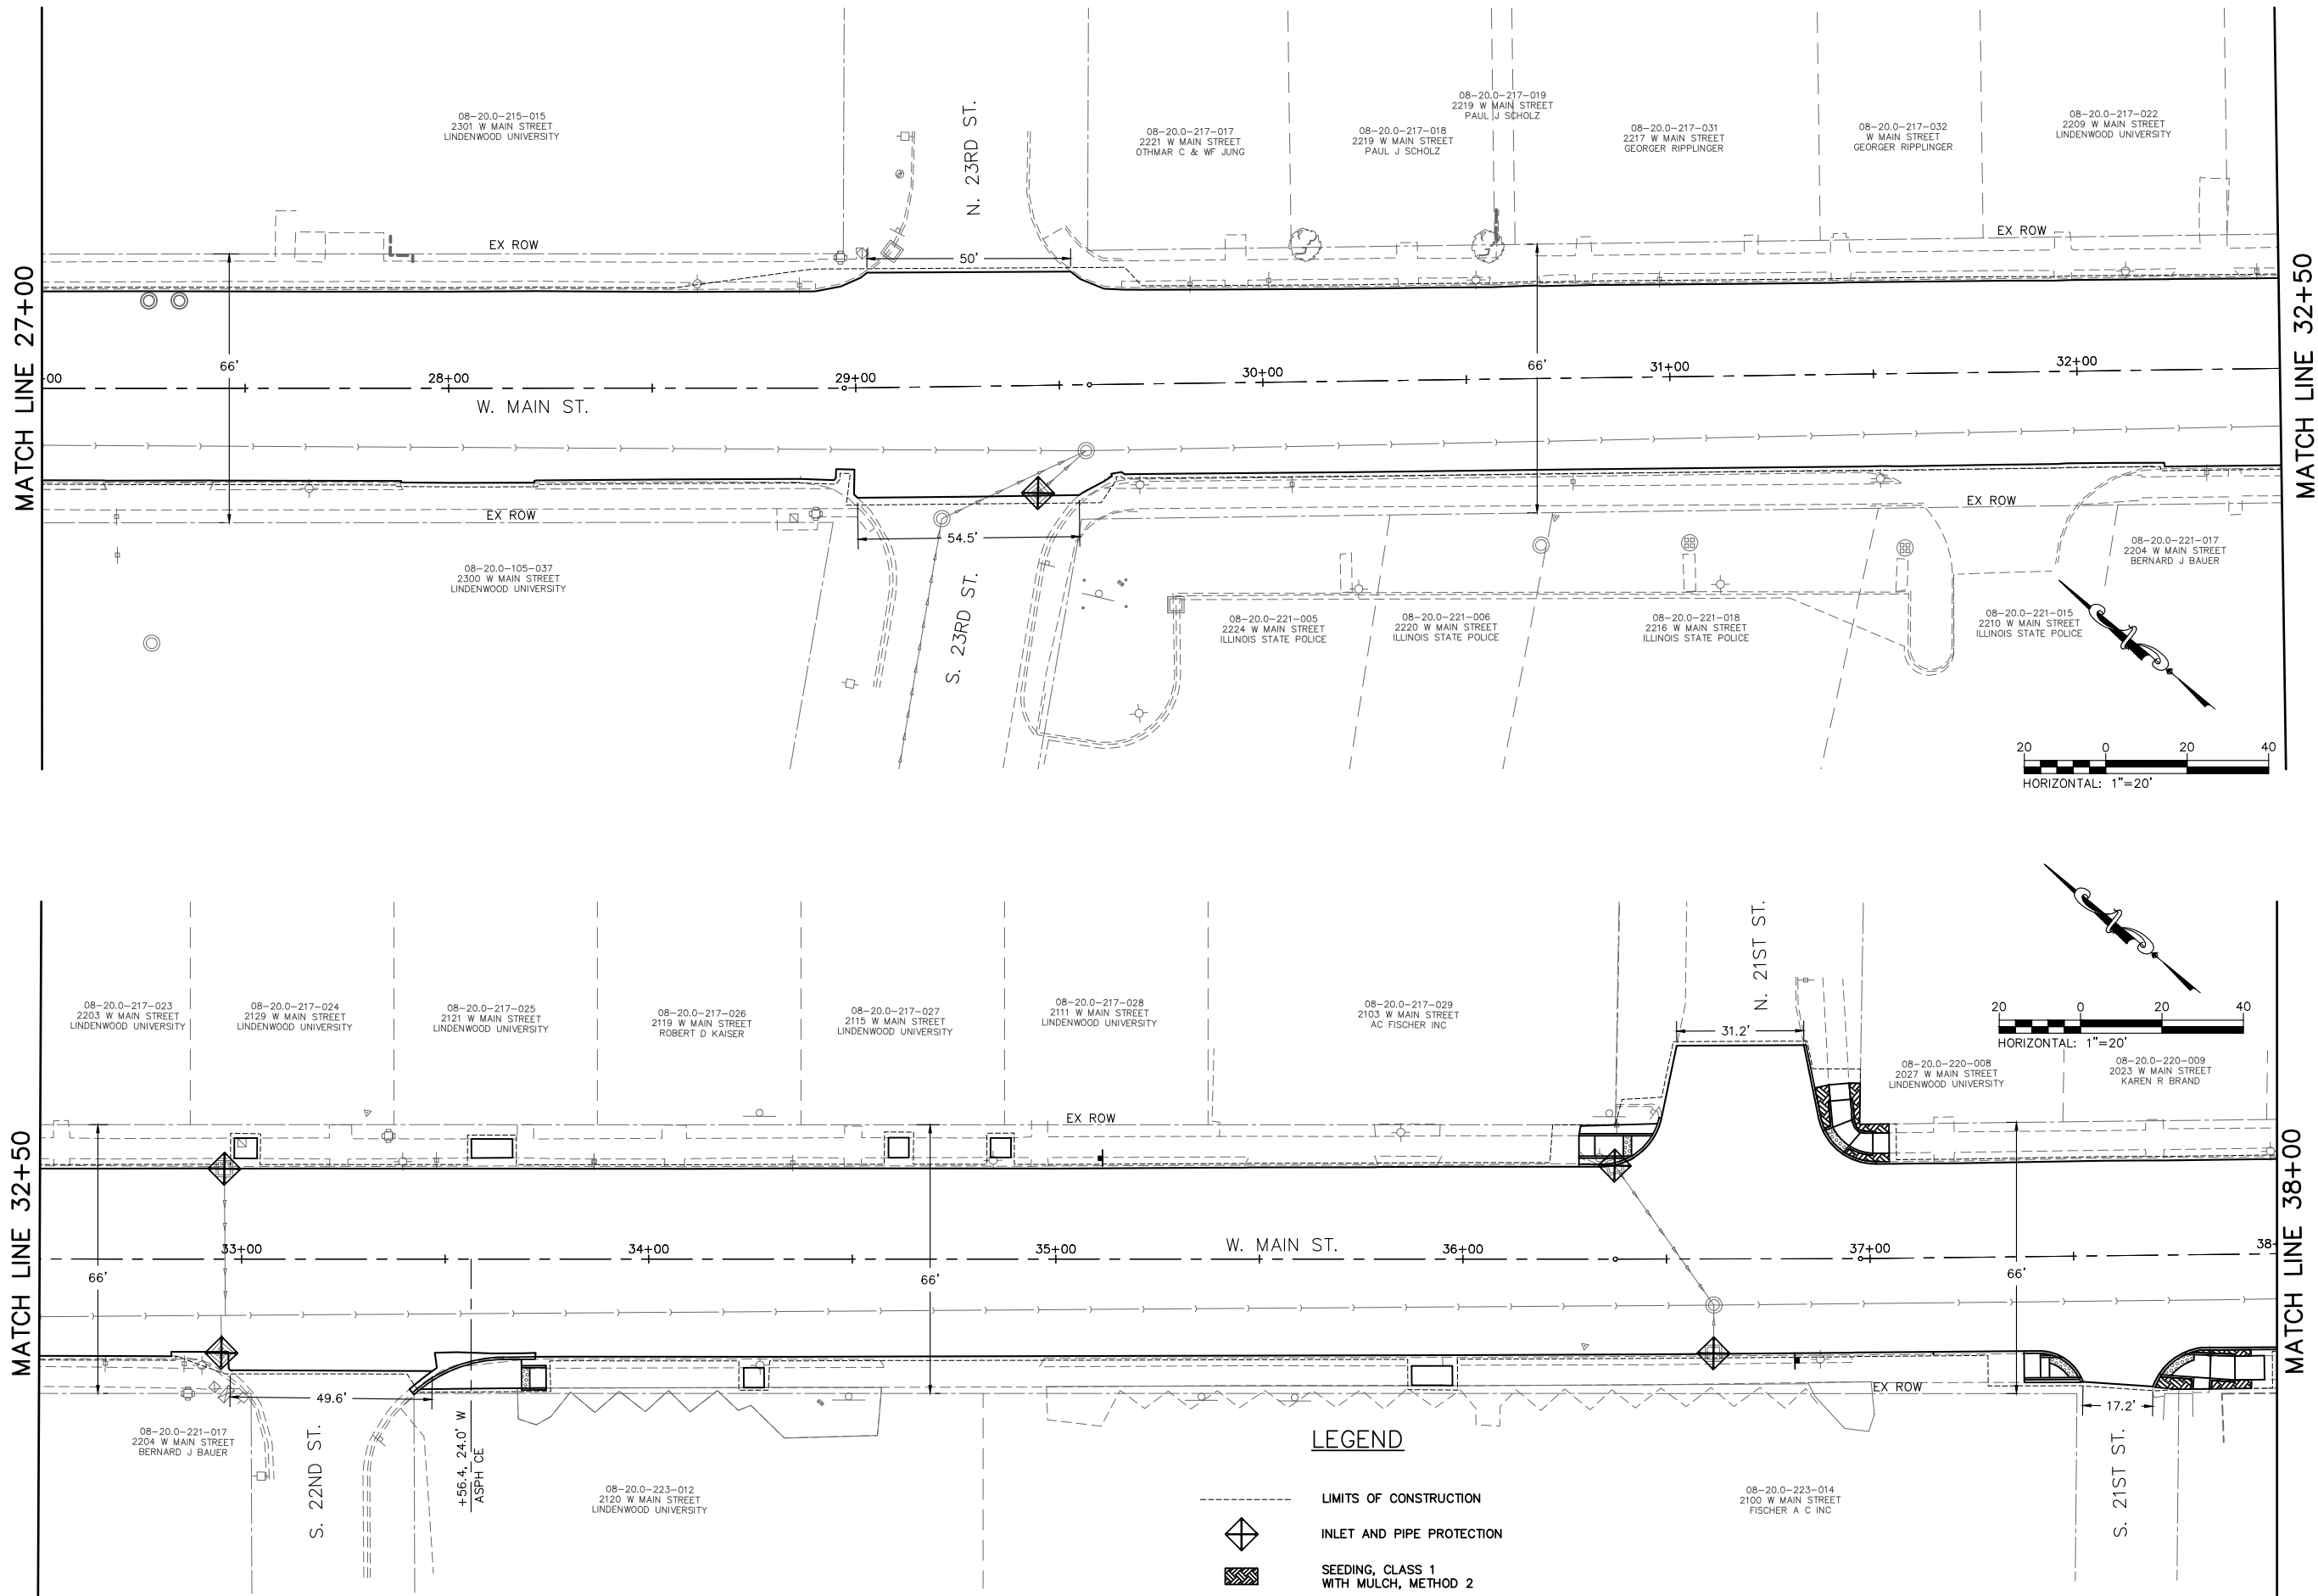 08-20.0-215-015
2301 W MAIN STREET
LINDENWOOD UNIVERSITY
N. 23RD ST.
08-20.0-217-017
2221 W MAIN STREET
OTHMAR C & WF JUNG
08-20.0-217-018
2219 W MAIN STREET
PAUL J SCHOLZ
08-20.0-217-019
2219 W MAIN STREET
PAUL J SCHOLZ
08-20.0-217-031
2217 W MAIN STREET
GEORGER RIPPLINGER
08-20.0-217-032
W MAIN STREET
GEORGER RIPPLINGER
08-20.0-217-022
2209 W MAIN STREET
LINDENWOOD UNIVERSITY
EX ROW
50'
EX ROW
MATCH LINE 27+00
MATCH LINE 32+50
66'
66'
-00
28+00
29+00
30+00
31+00
32+00
W. MAIN ST.
EX ROW
EX ROW
54.5'
08-20.0-105-037
2300 W MAIN STREET
LINDENWOOD UNIVERSITY
S. 23RD ST.
08-20.0-221-005
2224 W MAIN STREET
ILLINOIS STATE POLICE
08-20.0-221-006
2220 W MAIN STREET
ILLINOIS STATE POLICE
08-20.0-221-018
2216 W MAIN STREET
ILLINOIS STATE POLICE
08-20.0-221-015
2210 W MAIN STREET
ILLINOIS STATE POLICE
08-20.0-221-017
2204 W MAIN STREET
BERNARD J BAUER
20 0 20 40
HORIZONTAL: 1"=20'
08-20.0-217-023
2203 W MAIN STREET
LINDENWOOD UNIVERSITY
08-20.0-217-024
2129 W MAIN STREET
LINDENWOOD UNIVERSITY
08-20.0-217-025
2121 W MAIN STREET
LINDENWOOD UNIVERSITY
08-20.0-217-026
2119 W MAIN STREET
ROBERT D KAISER
08-20.0-217-027
2115 W MAIN STREET
LINDENWOOD UNIVERSITY
08-20.0-217-028
2111 W MAIN STREET
LINDENWOOD UNIVERSITY
08-20.0-217-029
2103 W MAIN STREET
AC FISCHER INC
N. 21ST ST.
31.2'
20 0 20 40
HORIZONTAL: 1"=20'
08-20.0-220-008
2027 W MAIN STREET
LINDENWOOD UNIVERSITY
08-20.0-220-009
2023 W MAIN STREET
KAREN R BRAND
EX ROW
MATCH LINE 32+50
MATCH LINE 38+00
33+00
34+00
35+00
36+00
37+00
38-
W. MAIN ST.
66'
66'
66'
EX ROW
49.6'
17.2'
08-20.0-221-017
2204 W MAIN STREET
BERNARD J BAUER
S. 22ND ST.
+56.4, 24.0' W
ASPH CE
08-20.0-223-012
2120 W MAIN STREET
LINDENWOOD UNIVERSITY
08-20.0-223-014
2100 W MAIN STREET
FISCHER A C INC
S. 21ST ST.
LEGEND
LIMITS OF CONSTRUCTION
INLET AND PIPE PROTECTION
SEEDING, CLASS 1
WITH MULCH, METHOD 2